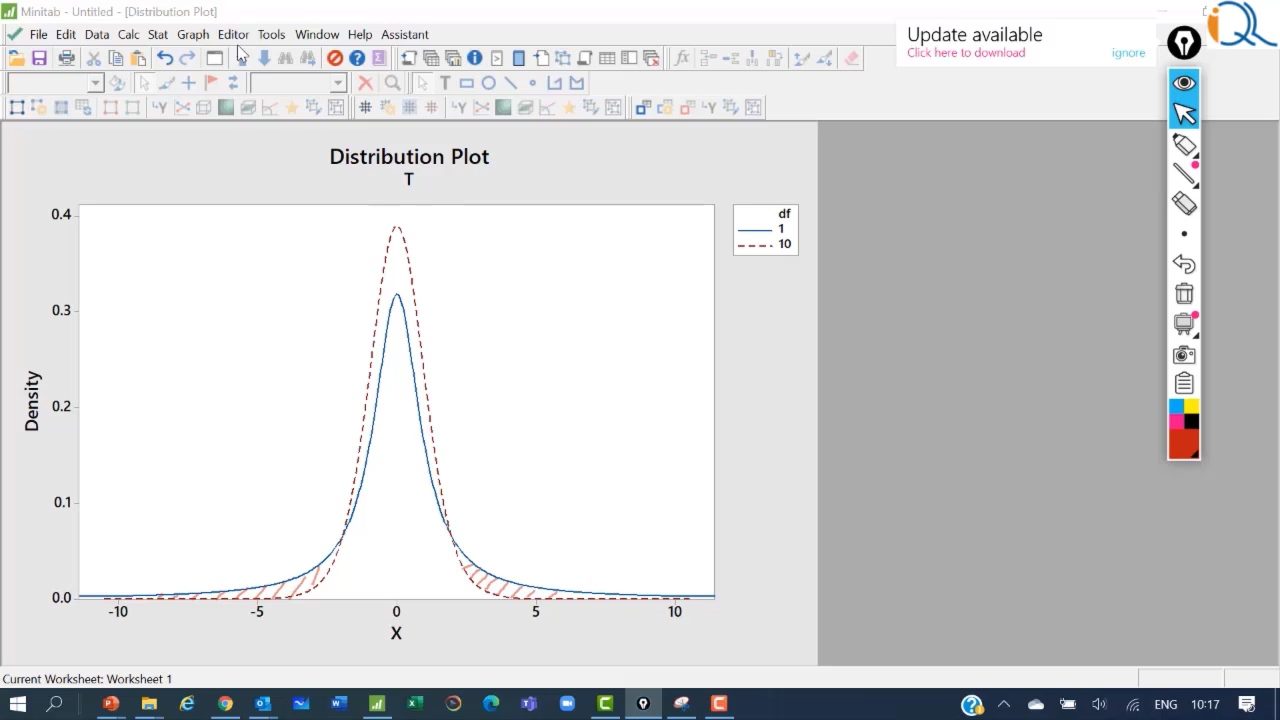 Minitab - Untitled - [Distribution Plot]
File Edit Data Calc Stat Graph Editor Tools Window Help Assistant
Update available
Click here to download ignore
Distribution Plot
T
df
1
10
Density
0.4
0.3
0.2
0.1
0.0
-10 -5 0 5 10
X
Current Worksheet: Worksheet 1
ENG 10:17